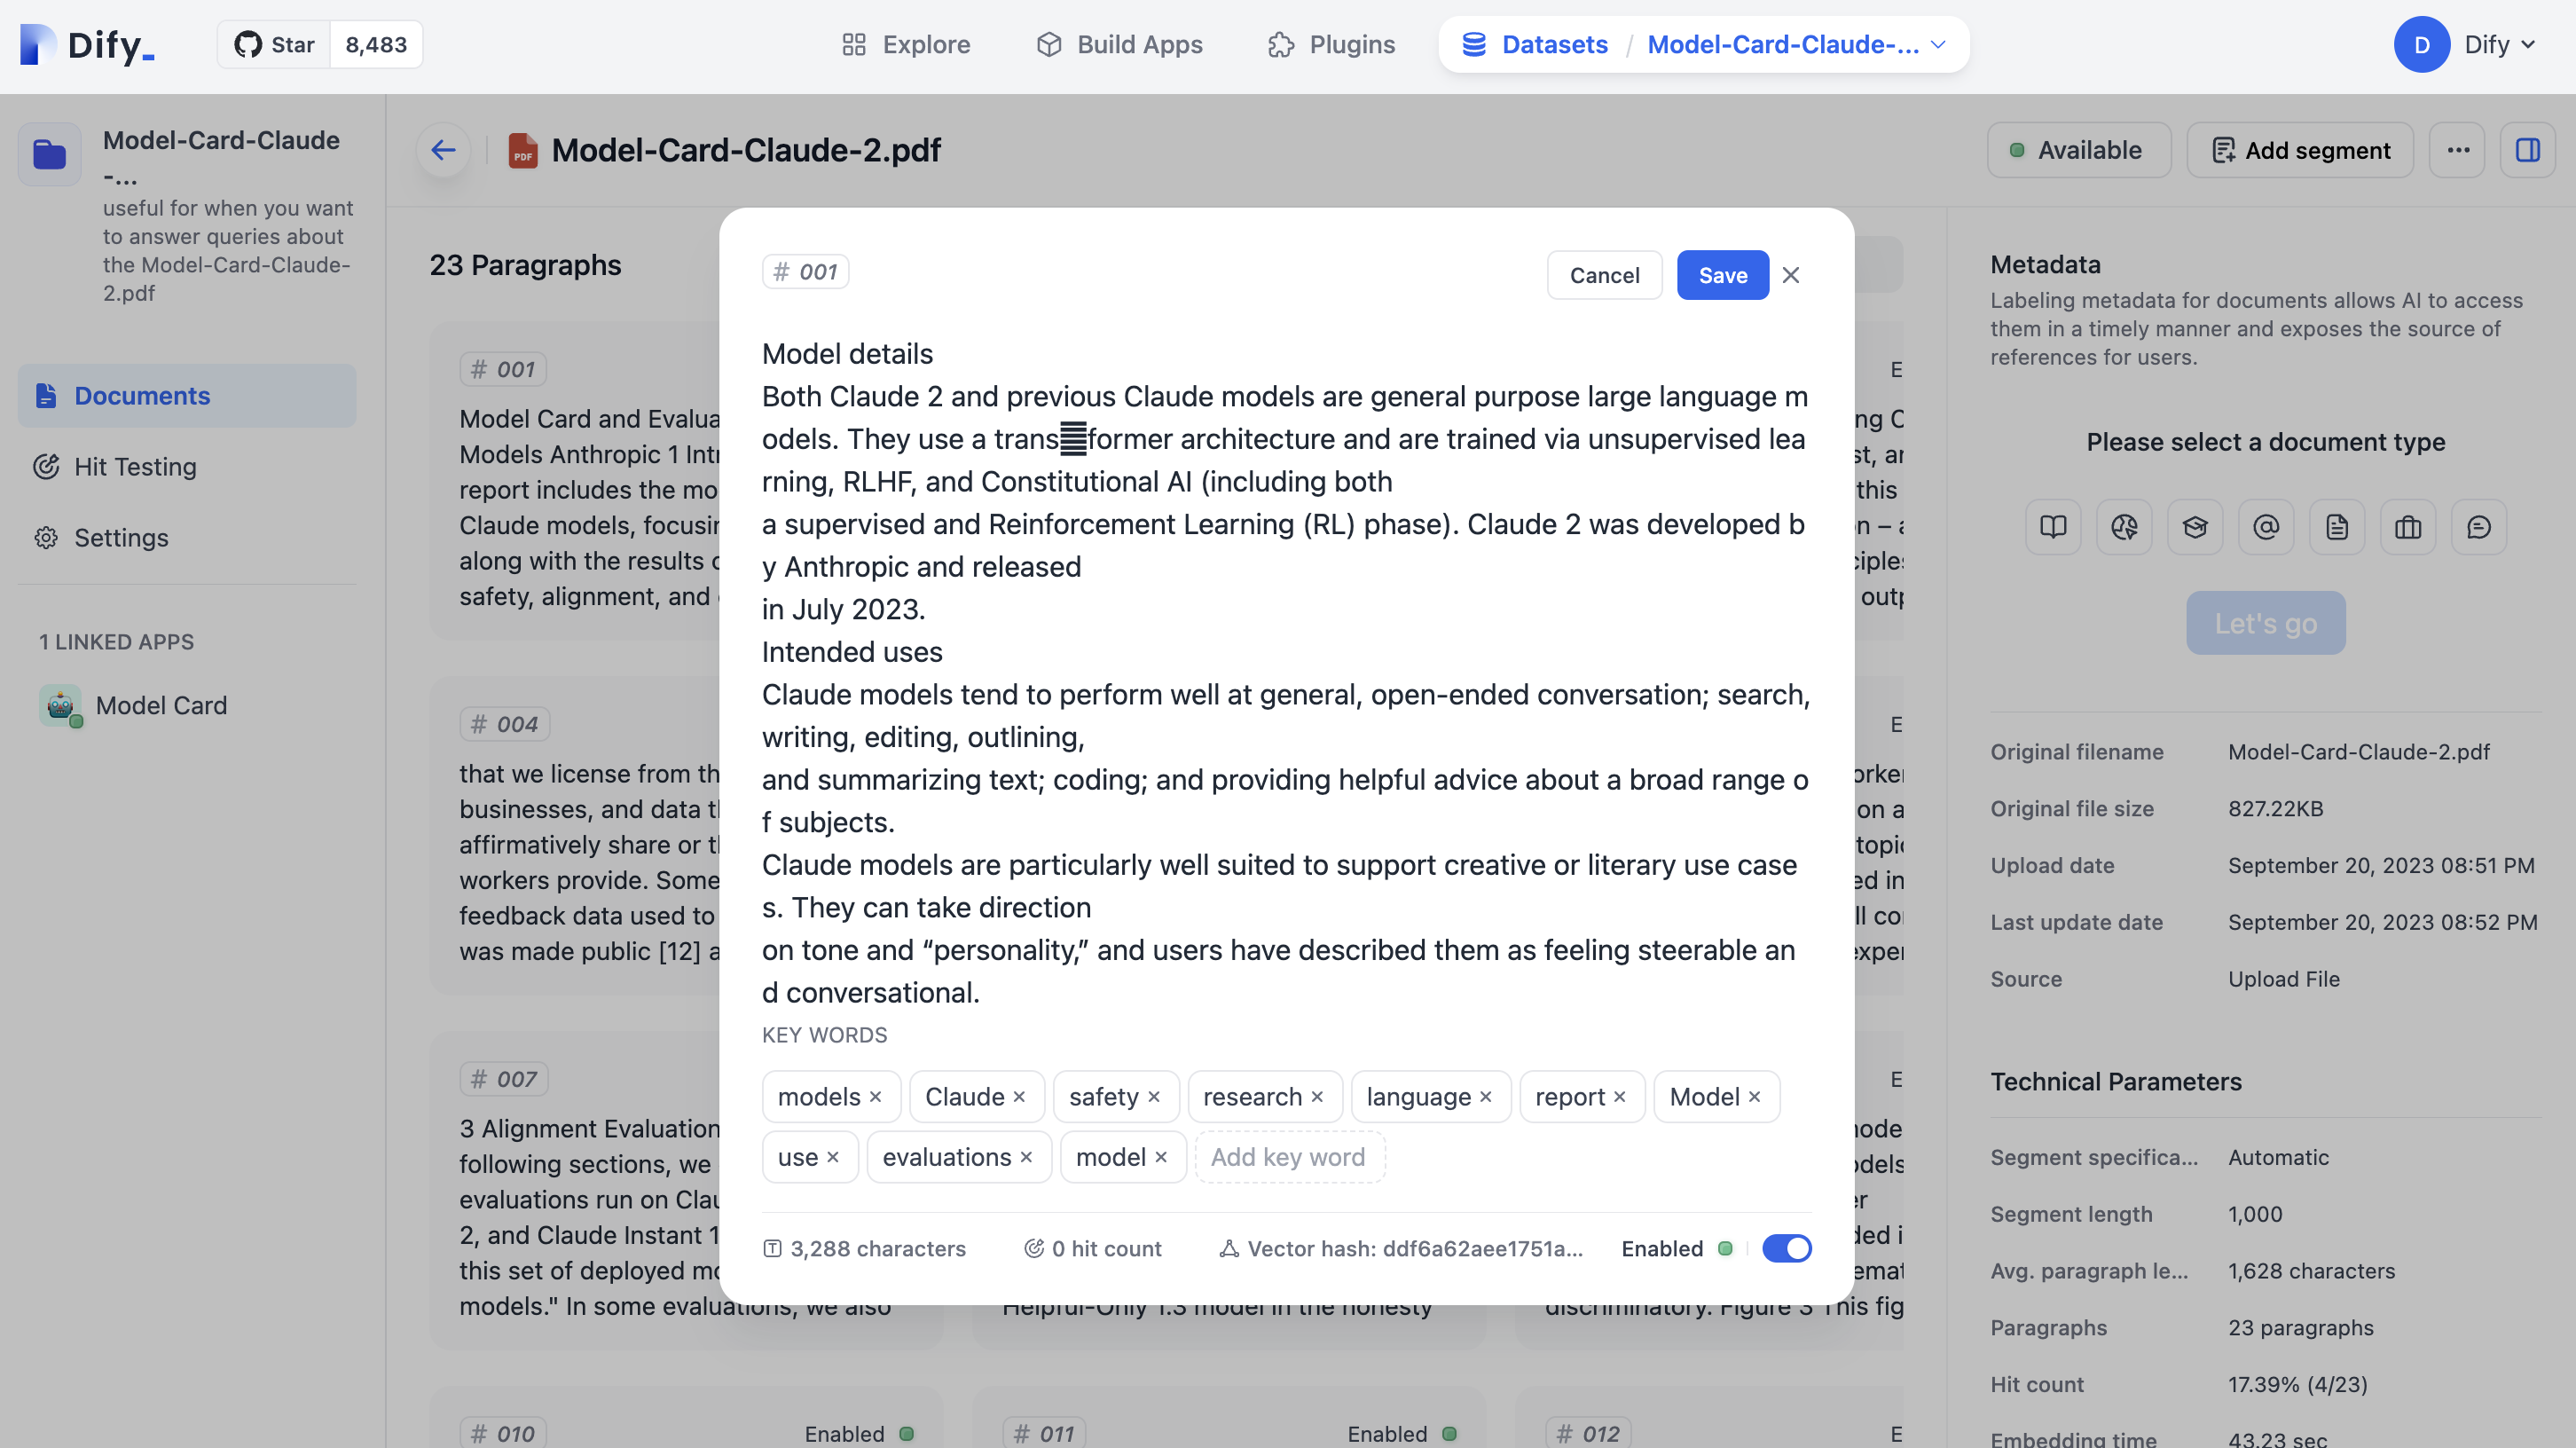 Dify_
Star 8,483
Explore
Build Apps
Plugins
Datasets / Model-Card-Claude-...
D Dify
Model-Card-Claude
-...
useful for when you want
to answer queries about
the Model-Card-Claude-
2.pdf
Documents
Hit Testing
Settings
1 LINKED APPS
Model Card
PDF Model-Card-Claude-2.pdf
Available
Add segment
23 Paragraphs
# 001
Model Card and Evalua
Models Anthropic 1 Int
report includes the mo
Claude models, focusi
along with the results
safety, alignment, and
# 004
that we license from th
businesses, and data t
affirmatively share or t
workers provide. Some
feedback data used to
was made public [12] a
# 007
3 Alignment Evaluation
following sections, we
evaluations run on Clau
2, and Claude Instant 1
this set of deployed mo
models." In some evaluations, we also
Helpful-Only 1.3 model in the honesty
discriminatory. Figure 3 This fig
# 010 Enabled
# 011 Enabled
# 012 E
# 001
Cancel
Save
Model details
Both Claude 2 and previous Claude models are general purpose large language m
odels. They use a trans former architecture and are trained via unsupervised lea
rning, RLHF, and Constitutional AI (including both
a supervised and Reinforcement Learning (RL) phase). Claude 2 was developed b
y Anthropic and released
in July 2023.
Intended uses
Claude models tend to perform well at general, open-ended conversation; search,
writing, editing, outlining,
and summarizing text; coding; and providing helpful advice about a broad range o
f subjects.
Claude models are particularly well suited to support creative or literary use case
s. They can take direction
on tone and “personality,” and users have described them as feeling steerable an
d conversational.
KEY WORDS
models × Claude × safety × research × language × report × Model ×
use × evaluations × model × Add key word
3,288 characters
0 hit count
Vector hash: ddf6a62aee1751a...
Enabled
Metadata
Labeling metadata for documents allows AI to access
them in a timely manner and exposes the source of
references for users.
Please select a document type
Let's go
Original filename Model-Card-Claude-2.pdf
Original file size 827.22KB
Upload date September 20, 2023 08:51 PM
Last update date September 20, 2023 08:52 PM
Source Upload File
Technical Parameters
Segment specifica... Automatic
Segment length 1,000
Avg. paragraph le... 1,628 characters
Paragraphs 23 paragraphs
Hit count 17.39% (4/23)
Embedding time 43.23 sec